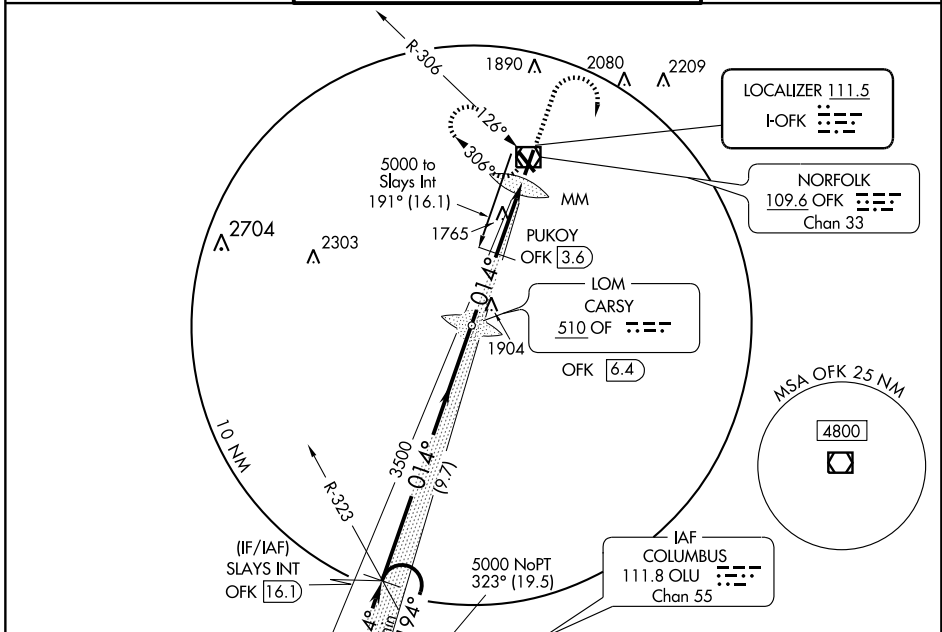 R-306
1890
2080
2209
LOCALIZER 111.5
I-OFK
126°
306°
5000 to
Slays Int
191° (16.1)
MM
NORFOLK
109.6 OFK
Chan 33
2704
2303
1765
PUKOY
OFK 3.6
014°
LOM
CARSY
510 OF
1904
OFK 6.4
MSA OFK 25 NM
4800
10 NM
3500
014°
(9.7)
R-323
(IF/IAF)
SLAYS INT
OFK 16.1
5000 NoPT
323° (19.5)
IAF
COLUMBUS
111.8 OLU
Chan 55
194°